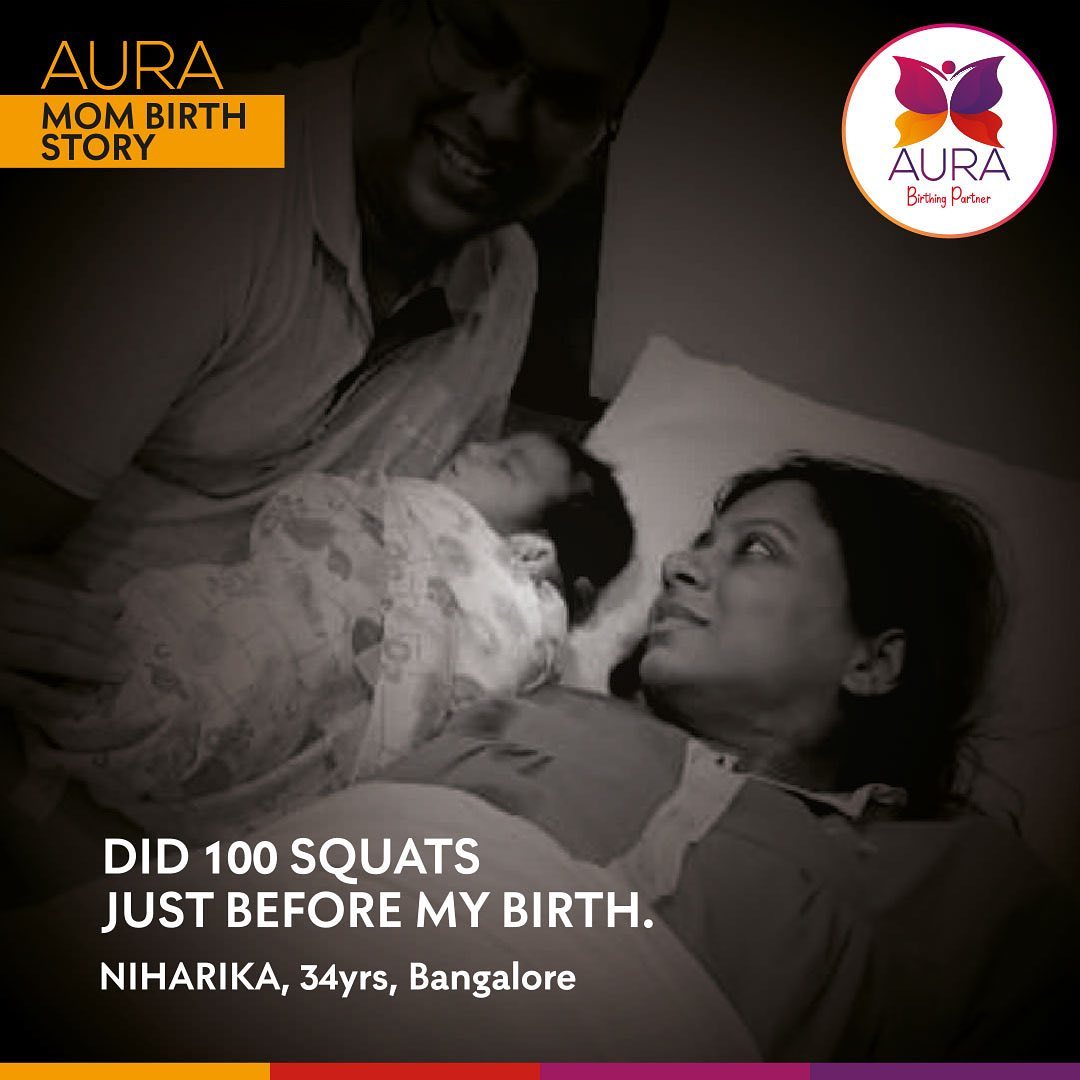 AURA
MOM BIRTH
STORY
AURA
Birthing Partner
DID 100 SQUATS
JUST BEFORE MY BIRTH.
NIHARIKA, 34yrs, Bangalore